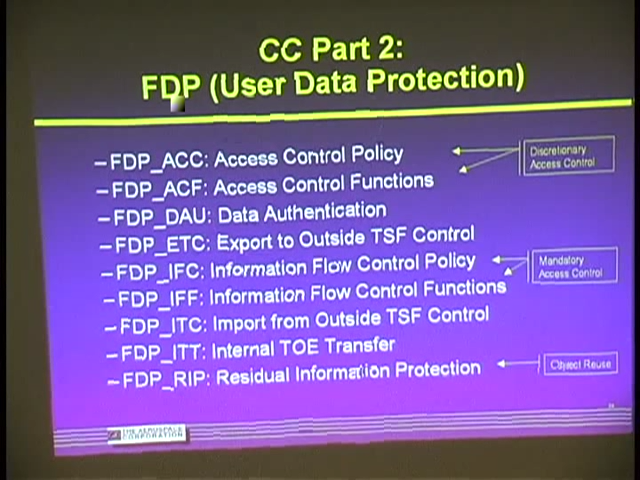 CC Part 2:
FDP (User Data Protection)
–FDP_ACC: Access Control Policy
–FDP_ACF: Access Control Functions
–FDP_DAU: Data Authentication
–FDP_ETC: Export to Outside TSF Control
–FDP_IFC: Information Flow Control Policy
–FDP_IFF: Information Flow Control Functions
–FDP_ITC: Import from Outside TSF Control
–FDP_ITT: Internal TOE Transfer
–FDP_RIP: Residual Information Protection
Discretionary
Access Control
Mandatory
Access Control
Object Reuse
THE AEROSPACE
CORPORATION